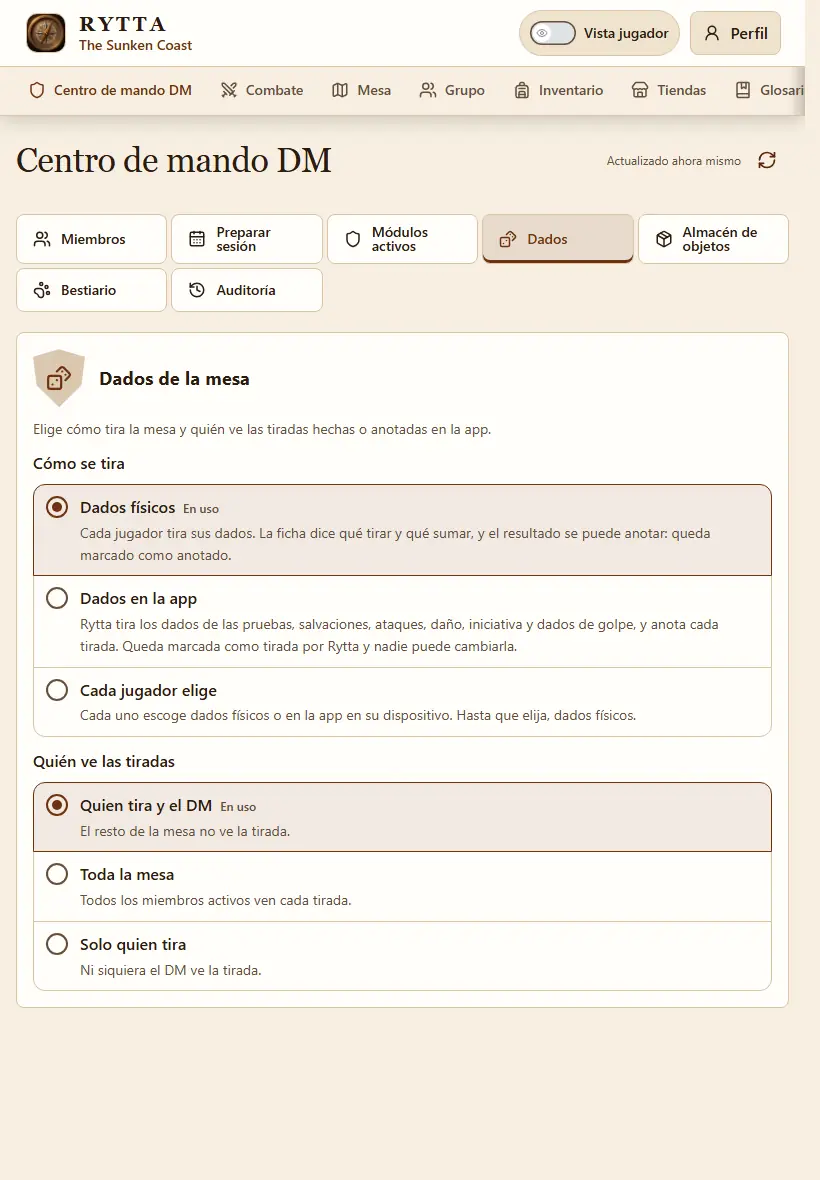 RYTTA
The Sunken Coast
Vista jugador
Perfil
Centro de mando DM
Combate
Mesa
Grupo
Inventario
Tiendas
Glosari
Centro de mando DM
Actualizado ahora mismo
Miembros
Preparar
sesión
Módulos
activos
Dados
Almacén de
objetos
Bestiario
Auditoría
Dados de la mesa
Elige cómo tira la mesa y quién ve las tiradas hechas o anotadas en la app.
Cómo se tira
Dados físicos En uso
Cada jugador tira sus dados. La ficha dice qué tirar y qué sumar, y el resultado se puede anotar: queda
marcado como anotado.
Dados en la app
Rytta tira los dados de las pruebas, salvaciones, ataques, daño, iniciativa y dados de golpe, y anota cada
tirada. Queda marcada como tirada por Rytta y nadie puede cambiarla.
Cada jugador elige
Cada uno escoge dados físicos o en la app en su dispositivo. Hasta que elija, dados físicos.
Quién ve las tiradas
Quien tira y el DM En uso
El resto de la mesa no ve la tirada.
Toda la mesa
Todos los miembros activos ven cada tirada.
Solo quien tira
Ni siquiera el DM ve la tirada.